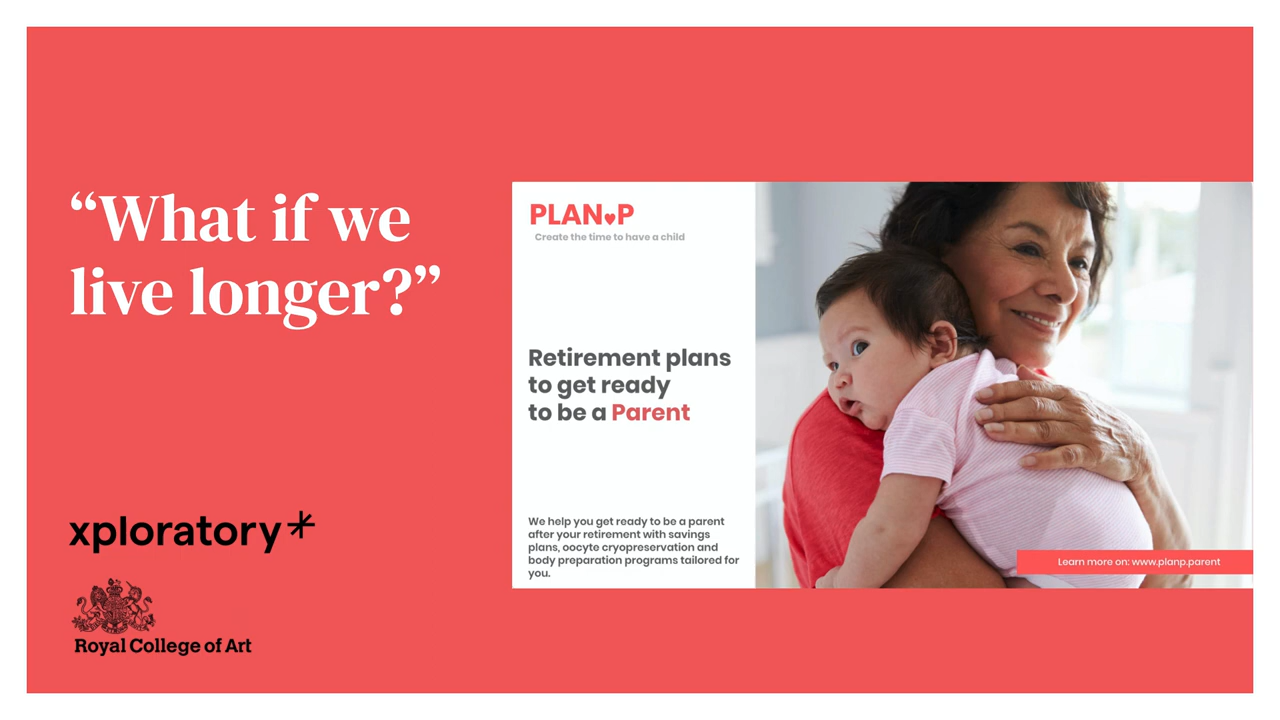 “What if we
live longer?”
xploratory
Royal College of Art
PLAN♥P
Create the time to have a child
Retirement plans
to get ready
to be a Parent
We help you get ready to be a parent
after your retirement with savings
plans, oocyte cryopreservation and
body preparation programs tailored for
you.
Learn more on: www.planp.parent